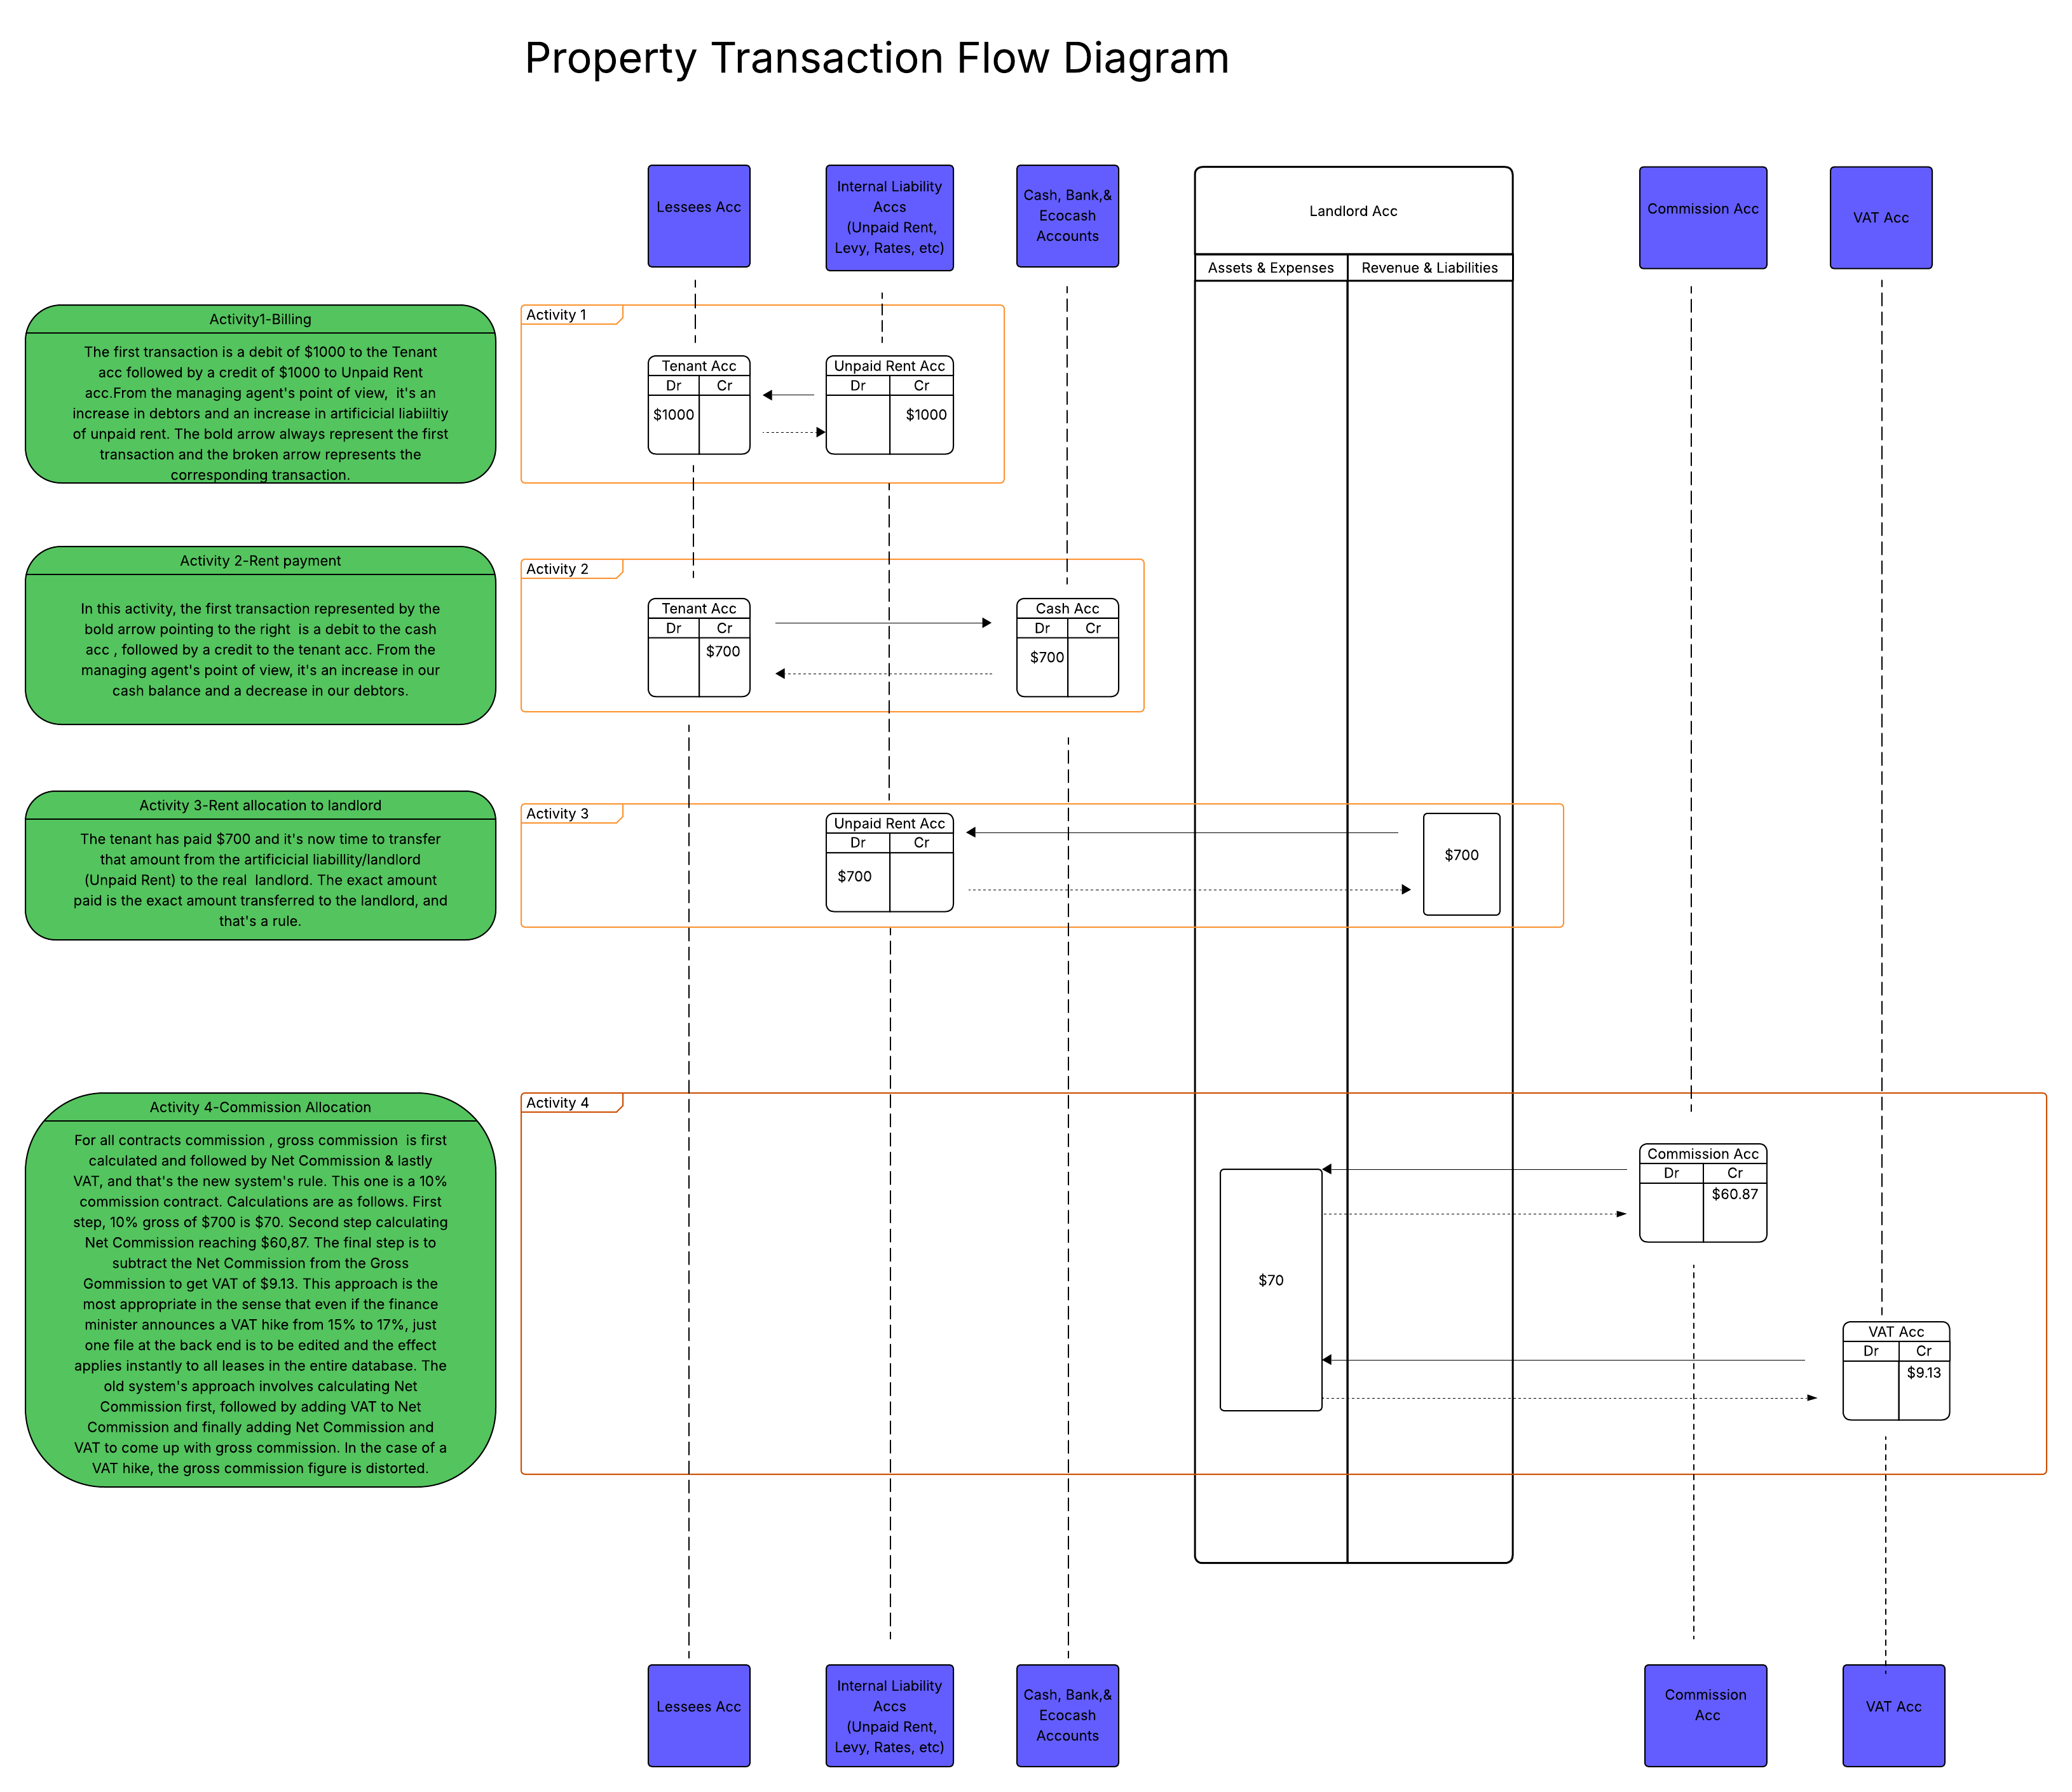 Property Transaction Flow Diagram
Lessees Acc
Internal Liability
Accs
(Unpaid Rent,
Levy, Rates, etc)
Cash, Bank,&
Ecocash
Accounts
Landlord Acc
Assets & Expenses
Revenue & Liabilities
Commission Acc
VAT Acc
Activity1-Billing
The first transaction is a debit of $1000 to the Tenant
acc followed by a credit of $1000 to Unpaid Rent
acc.From the managing agent's point of view,  it's an
increase in debtors and an increase in artificicial liabiiltiy
of unpaid rent. The bold arrow always represent the first
transaction and the broken arrow represents the
corresponding transaction.
Activity 1
Tenant Acc
Dr
Cr
$1000
Unpaid Rent Acc
Dr
Cr
$1000
Activity 2-Rent payment
In this activity, the first transaction represented by the
bold arrow pointing to the right  is a debit to the cash
acc , followed by a credit to the tenant acc. From the
managing agent's point of view, it's an increase in our
cash balance and a decrease in our debtors.
Activity 2
Tenant Acc
Dr
Cr
$700
Cash Acc
Dr
Cr
$700
Activity 3-Rent allocation to landlord
The tenant has paid $700 and it's now time to transfer
that amount from the artificicial liabillity/landlord
(Unpaid Rent) to the real  landlord. The exact amount
paid is the exact amount transferred to the landlord, and
that's a rule.
Activity 3
Unpaid Rent Acc
Dr
Cr
$700
$700
Activity 4-Commission Allocation
For all contracts commission , gross commission  is first
calculated and followed by Net Commission & lastly
VAT, and that's the new system's rule. This one is a 10%
commission contract. Calculations are as follows. First
step, 10% gross of $700 is $70. Second step calculating
Net Commission reaching $60,87. The final step is to
subtract the Net Commission from the Gross
Gommission to get VAT of $9.13. This approach is the
most appropriate in the sense that even if the finance
minister announces a VAT hike from 15% to 17%, just
one file at the back end is to be edited and the effect
applies instantly to all leases in the entire database. The
old system's approach involves calculating Net
Commission first, followed by adding VAT to Net
Commission and finally adding Net Commission and
VAT to come up with gross commission. In the case of a
VAT hike, the gross commission figure is distorted.
Activity 4
$70
Commission Acc
Dr
Cr
$60.87
VAT Acc
Dr
Cr
$9.13
Lessees Acc
Internal Liability
Accs
(Unpaid Rent,
Levy, Rates, etc)
Cash, Bank,&
Ecocash
Accounts
Commission
Acc
VAT Acc